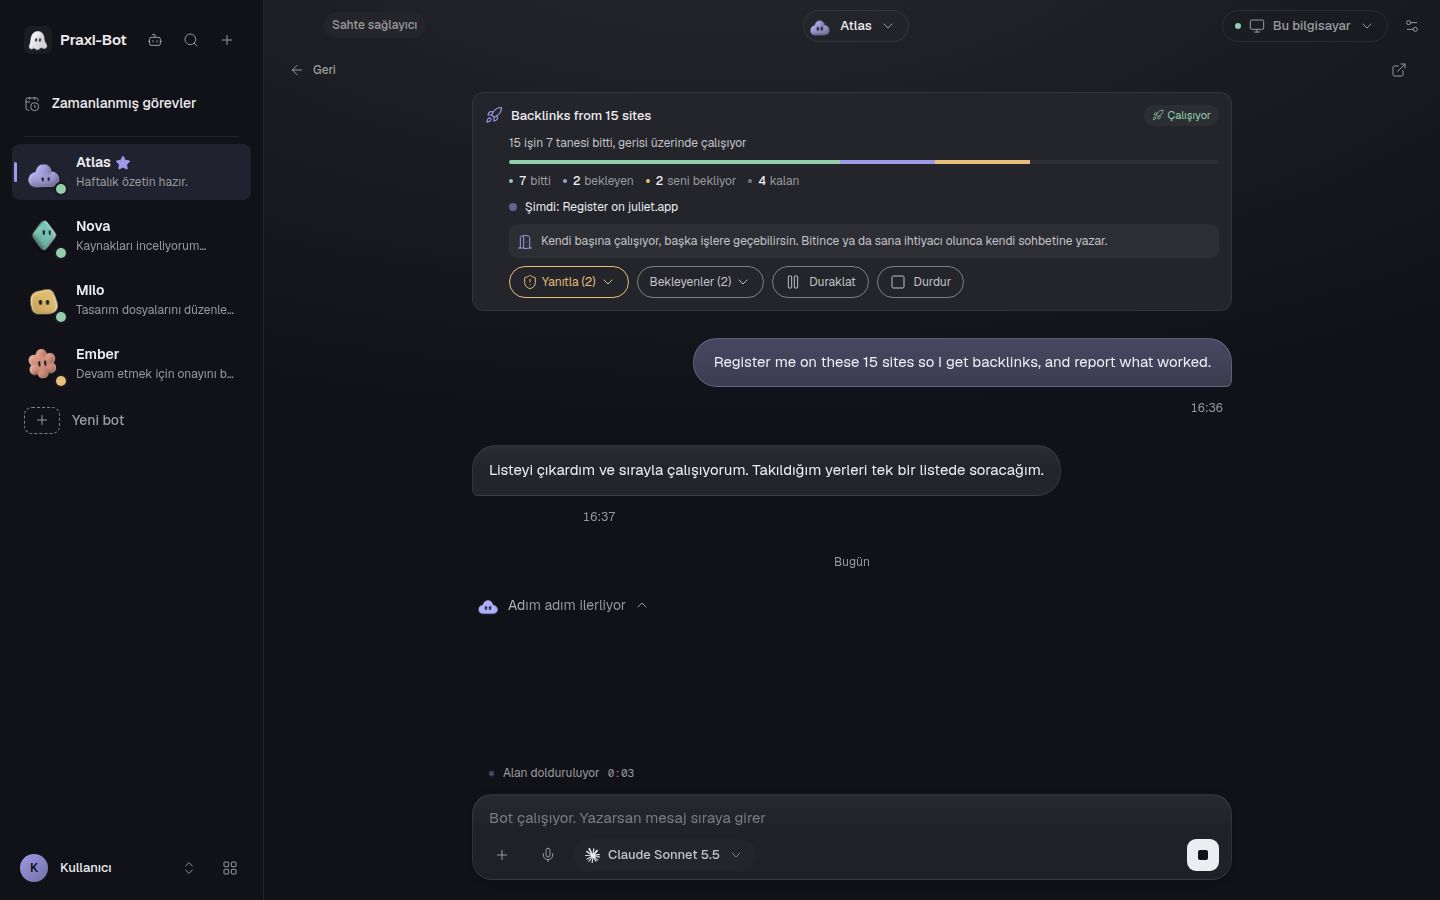 Praxi-Bot
Zamanlanmış görevler
Atlas
Haftalık özetin hazır.
Nova
Kaynakları inceliyorum…
Milo
Tasarım dosyalarını düzenle…
Ember
Devam etmek için onayını b…
Yeni bot
K
Kullanıcı
Sahte sağlayıcı
Atlas
Bu bilgisayar
Geri
Backlinks from 15 sites
Çalışıyor
15 işin 7 tanesi bitti, gerisi üzerinde çalışıyor
7 bitti 2 bekleyen 2 seni bekliyor 4 kalan
Şimdi: Register on juliet.app
Kendi başına çalışıyor, başka işlere geçebilirsin. Bitince ya da sana ihtiyacı olunca kendi sohbetine yazar.
Yanıtla (2)
Bekleyenler (2)
Duraklat
Durdur
Register me on these 15 sites so I get backlinks, and report what worked.
16:36
Listeyi çıkardım ve sırayla çalışıyorum. Takıldığım yerleri tek bir listede soracağım.
16:37
Bugün
Adım adım ilerliyor
Alan dolduruluyor 0:03
Bot çalışıyor. Yazarsan mesaj sıraya girer
Claude Sonnet 5.5